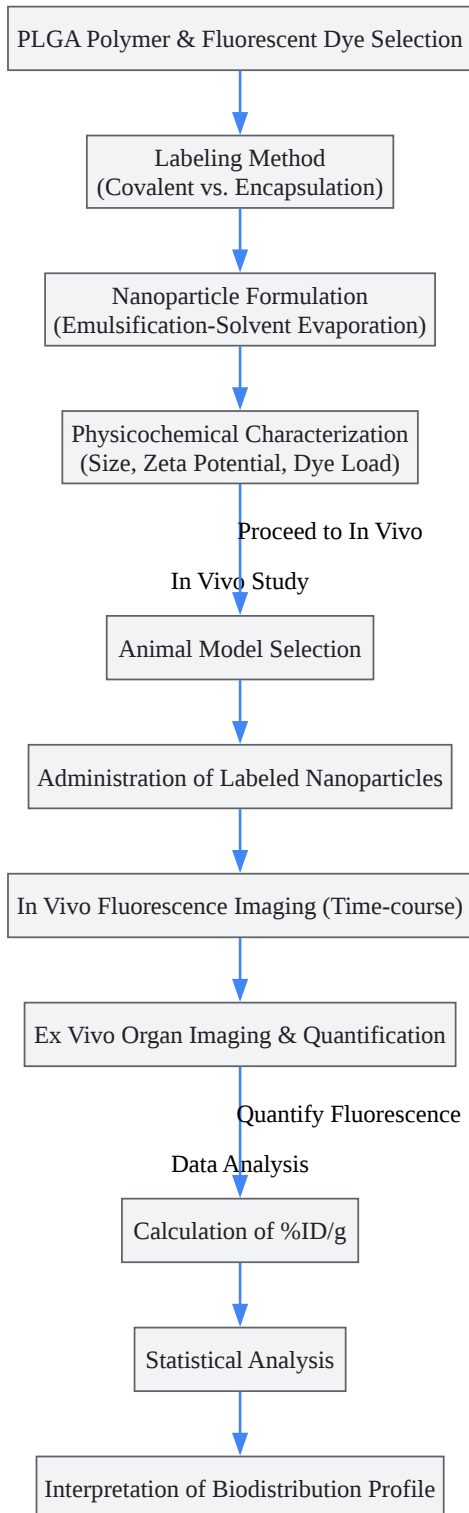 PLGA Polymer & Fluorescent Dye Selection
Labeling Method
(Covalent vs. Encapsulation)
Nanoparticle Formulation
(Emulsification-Solvent Evaporation)
Physicochemical Characterization
(Size, Zeta Potential, Dye Load)
Proceed to In Vivo
In Vivo Study
Animal Model Selection
Administration of Labeled Nanoparticles
In Vivo Fluorescence Imaging (Time-course)
Ex Vivo Organ Imaging & Quantification
Quantify Fluorescence
Data Analysis
Calculation of %ID/g
Statistical Analysis
Interpretation of Biodistribution Profile